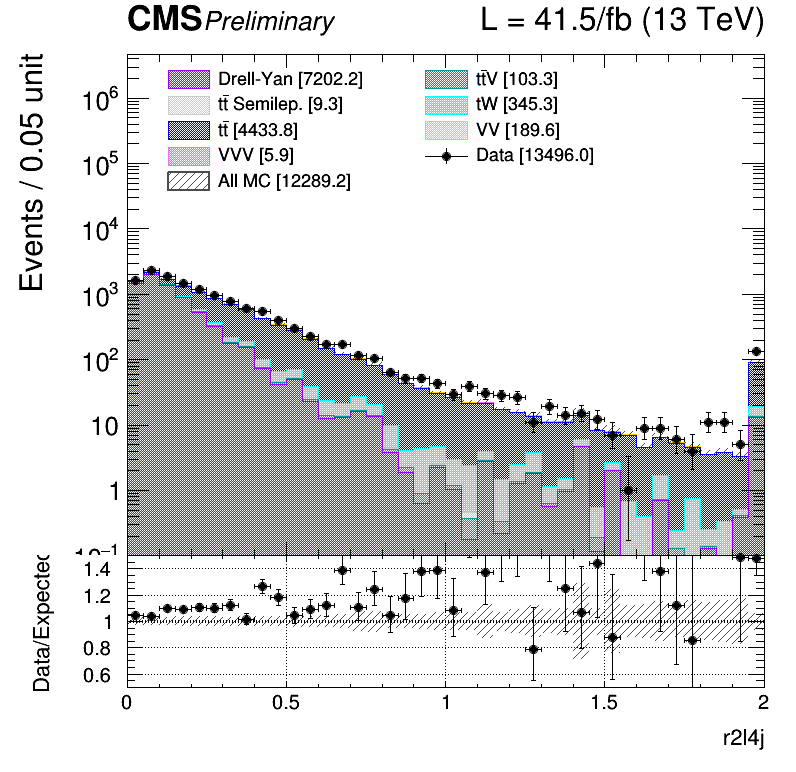 CMS Preliminary L = 41.5/fb (13 TeV)
Events / 0.05 unit
Drell-Yan [7202.2]
tt̄ Semilep. [9.3]
tt̄ [4433.8]
VVV [5.9]
All MC [12289.2]
tt̄V [103.3]
tW [345.3]
VV [189.6]
Data [13496.0]
10⁶
10⁵
10⁴
10³
10²
10
1
10⁻¹
Data/Expected
1.4
1.2
1
0.8
0.6
0 0.5 1 1.5 2
r2l4j